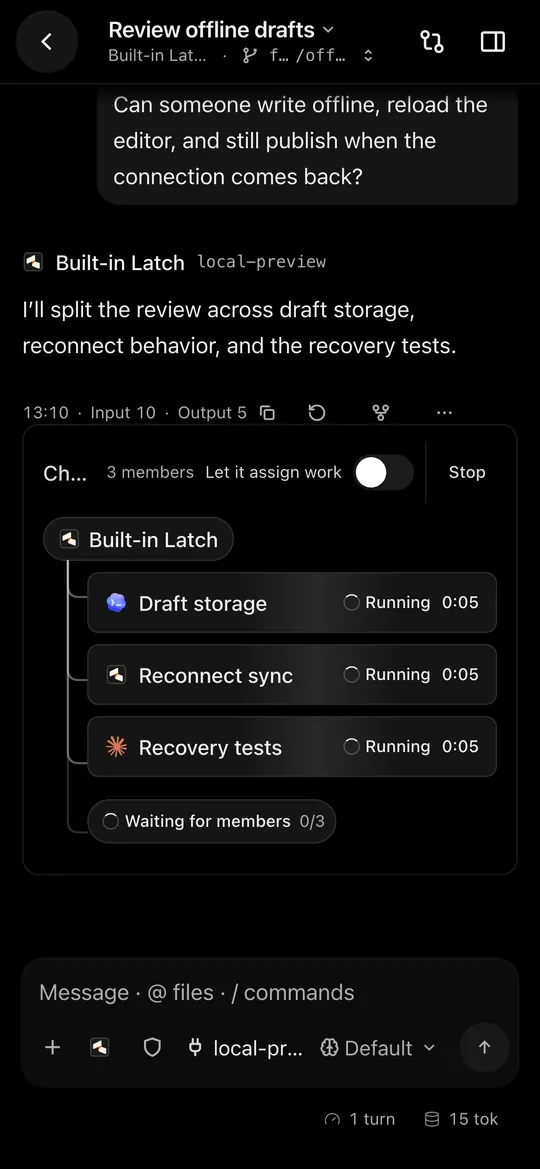 Review offline drafts
Built-in Lat... · f... /off...
Can someone write offline, reload the
editor, and still publish when the
connection comes back?
Built-in Latch local-preview
I'll split the review across draft storage,
reconnect behavior, and the recovery tests.
13:10 · Input 10 · Output 5
Ch... 3 members Let it assign work Stop
Built-in Latch
Draft storage Running 0:05
Reconnect sync Running 0:05
Recovery tests Running 0:05
Waiting for members 0/3
Message · @ files · / commands
local-pr... Default
1 turn 15 tok